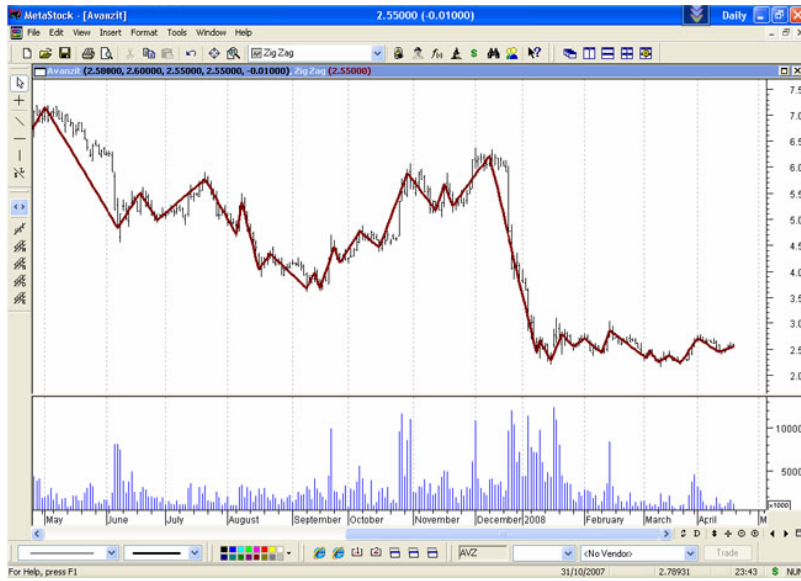 MetaStock - [Avanzit] 2.55000 (-0.01000) Daily
File Edit View Insert Format Tools Window Help
Zig Zag
Avanzit (2.58000, 2.60000, 2.55000, 2.55000, -0.01000), Zig Zag (2.55000)
7.5
7.0
6.5
6.0
5.5
5.0
4.5
4.0
3.5
3.0
2.5
2.0
10000
5000
x1000
May June July August September October November December 2008 February March April M
AVZ <No Vendor> Trade
For Help, press F1 31/10/2007 2.78931 23:43 $ NUM